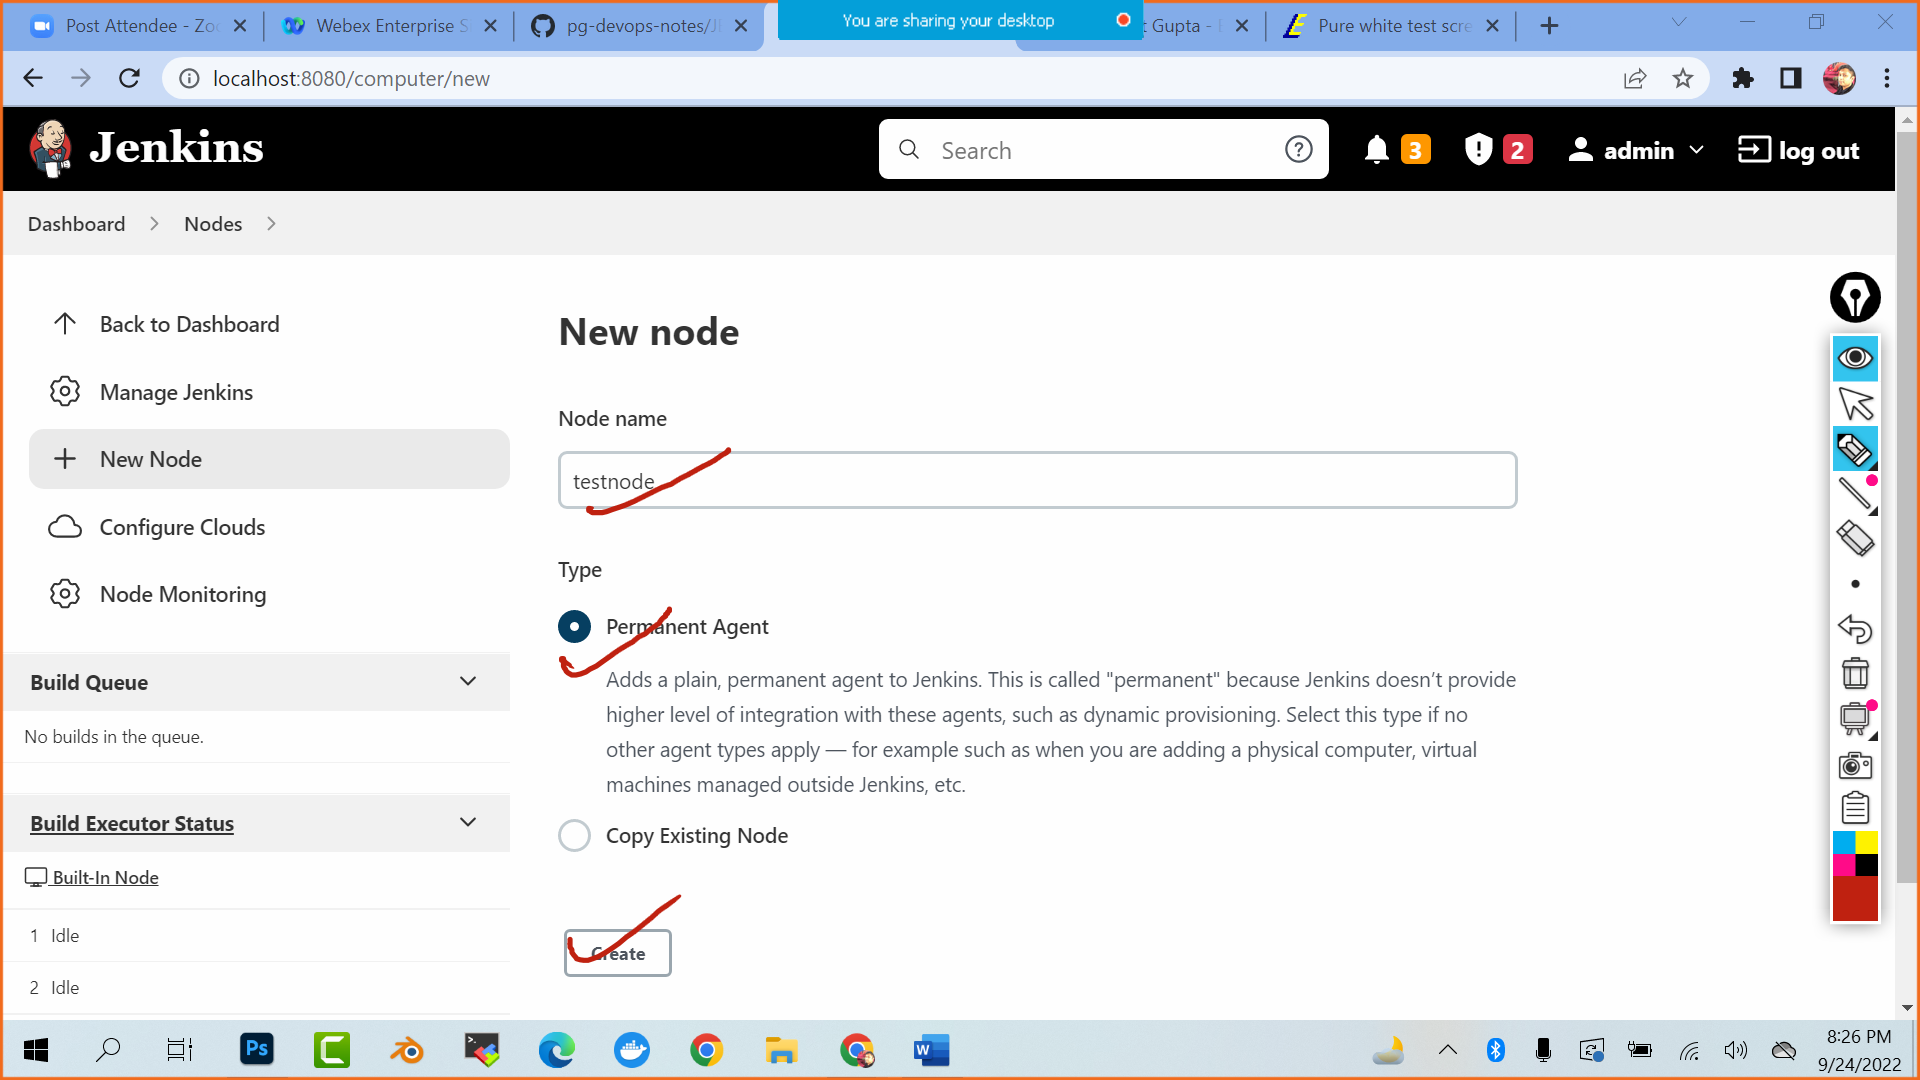 Post Attendee - Zoo
Webex Enterprise S
pg-devops-notes/JE
You are sharing your desktop
t Gupta - E
Pure white test scre
localhost:8080/computer/new
Jenkins
Search
3
2
admin
log out
Dashboard
Nodes
Back to Dashboard
Manage Jenkins
New Node
Configure Clouds
Node Monitoring
Build Queue
No builds in the queue.
Build Executor Status
Built-In Node
1 Idle
2 Idle
New node
Node name
testnode
Type
Permanent Agent
Adds a plain, permanent agent to Jenkins. This is called "permanent" because Jenkins doesn’t provide
higher level of integration with these agents, such as dynamic provisioning. Select this type if no
other agent types apply — for example such as when you are adding a physical computer, virtual
machines managed outside Jenkins, etc.
Copy Existing Node
Create
Ps
8:26 PM
9/24/2022